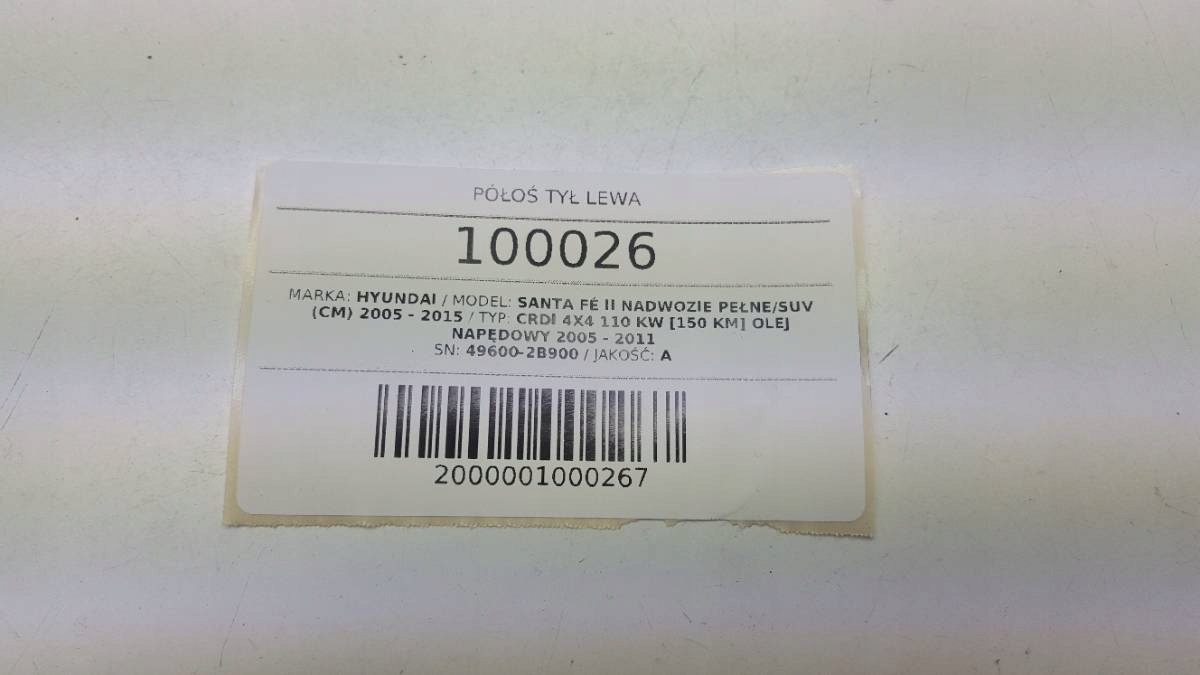 PÓŁOŚ TYŁ LEWA
100026
MARKA: HYUNDAI / MODEL: SANTA FÉ II NADWOZIE PEŁNE/SUV
(CM) 2005 - 2015 / TYP: CRDI 4X4 110 KW [150 KM] OLEJ
NAPĘDOWY 2005 - 2011
SN: 49600-2B900 / JAKOŚĆ: A
2000001000267